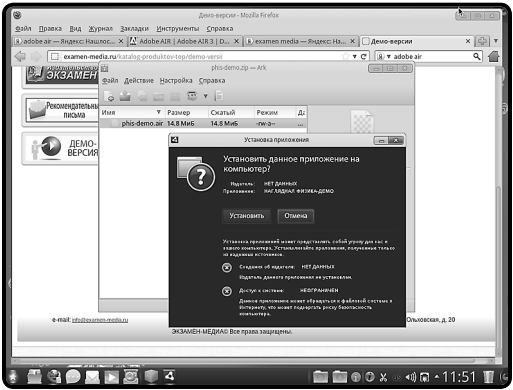 Демо-версии - Mozilla Firefox
Файл Правка Вид Журнал Закладки Инструменты Справка
adobe air — Яндекс: Нашлос...
Adobe AIR | Adobe AIR 3 | D...
examen media — Яндекс: На...
Демо-версии
examen-media.ru/katalog-produktov-top/demo-versii
adobe air
ЭКЗАМЕН
Рекомендательны
письма
ДЕМО-
ВЕРСИЯ
phis-demo.zip — Ark
Файл Действие Настройка Справка
Имя Размер Сжатый Режим Да
phis-demo.air 14.8 МиБ 14.8 МиБ -rw-a-- ...
Установка приложения
Установить данное приложение на
компьютер?
Издатель: НЕТ ДАННЫХ
Приложение: НАГЛЯДНАЯ ФИЗИКА-ДЕМО
Установить Отмена
Установка приложений может представлять собой угрозу для вас и
вашего компьютера. Устанавливайте приложения, полученные только
из надежных источников.
Сведения об издателе: НЕТ ДАННЫХ
Издатель данного приложения не установлен.
Доступ к системе: НЕОГРАНИЧЕН
Данное приложение может обращаться к файловой системе и
Интернету, что может подвергать риску безопасность
компьютера.
e-mail: info@examen-media.ru
Ольховская, д. 20
ЭКЗАМЕН-МЕДИА© Все права защищены.
11:51